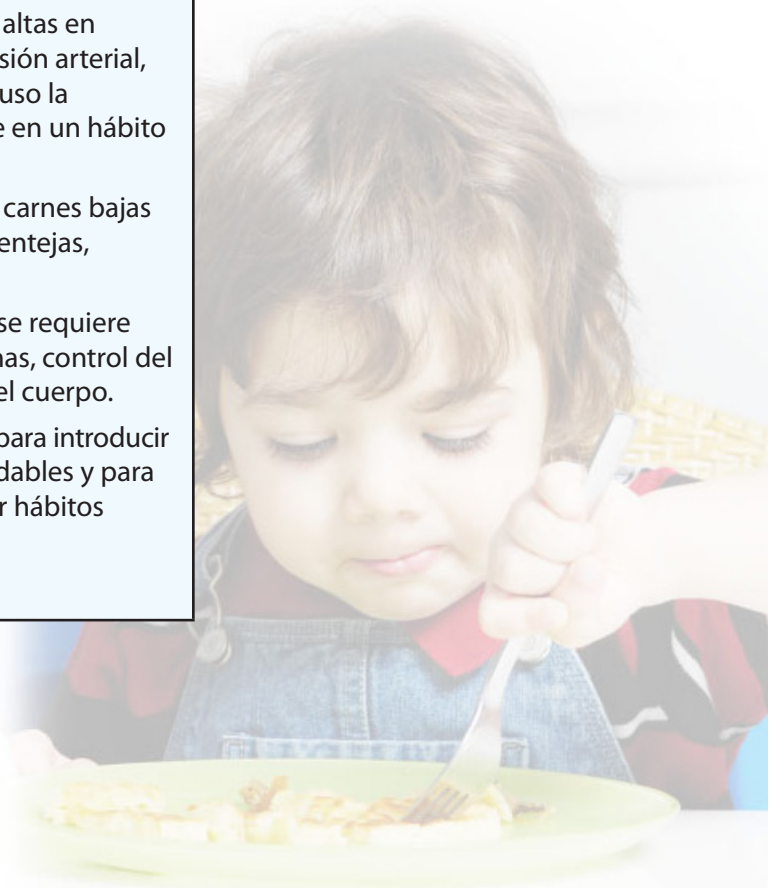 altas en
sión arterial,
uso la
e en un hábito
carnes bajas
entejas,
se requiere
nas, control del
el cuerpo.
para introducir
dables y para
r hábitos